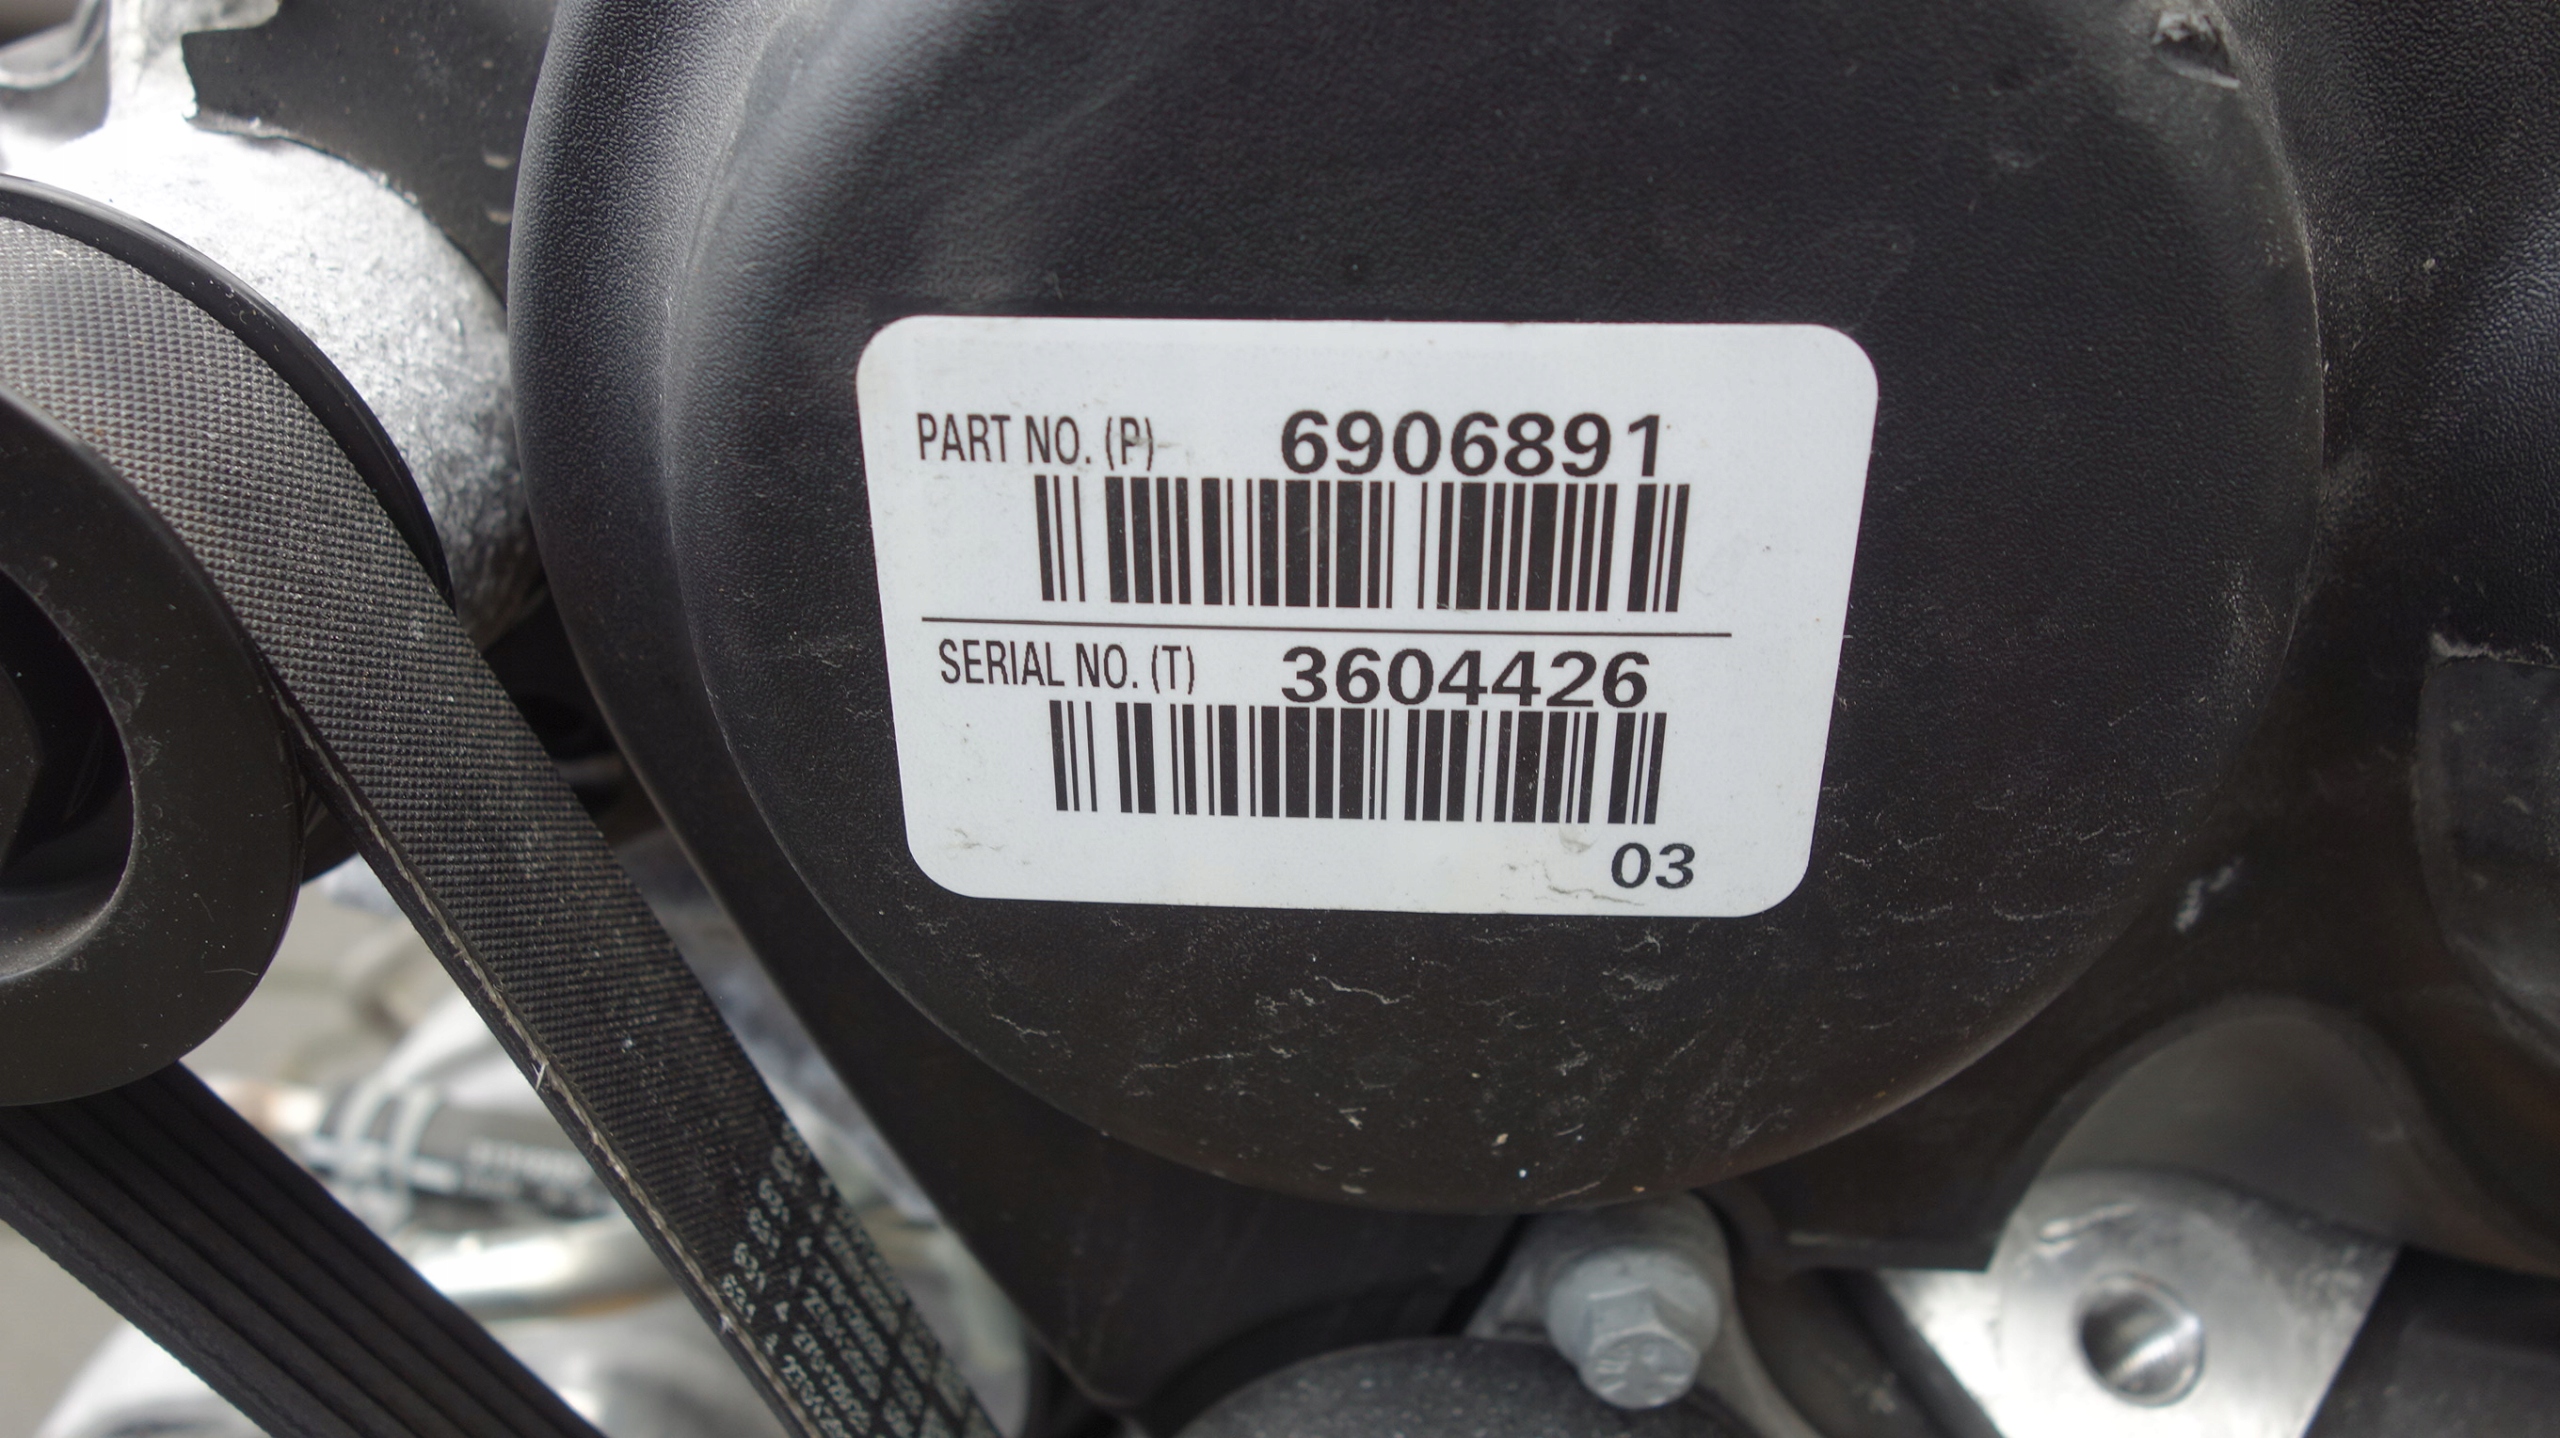 PART NO. (P) 6906891
SERIAL NO. (T) 3604426
03